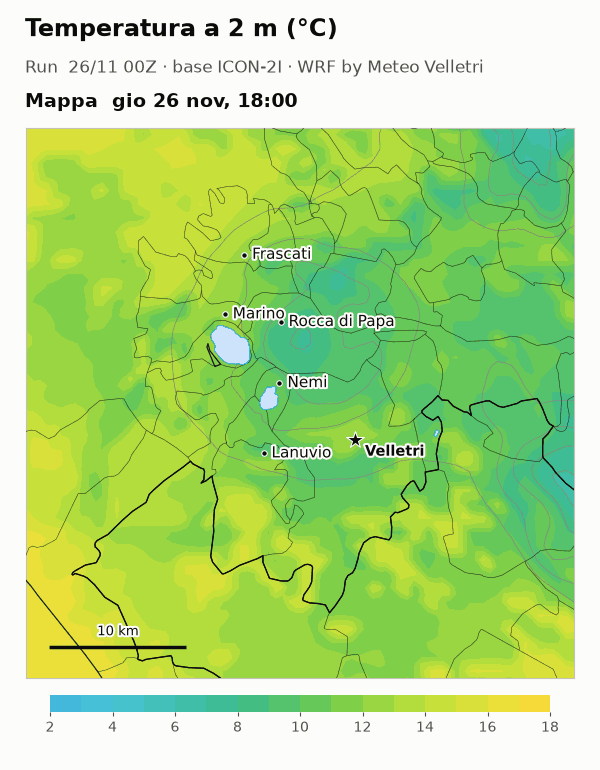 Temperatura a 2 m (°C)
Run  26/11 00Z · base ICON-2I · WRF by Meteo Velletri
Mappa  gio 26 nov, 18:00
Frascati
Marino
Rocca di Papa
Nemi
Velletri
Lanuvio
10 km
2 4 6 8 10 12 14 16 18